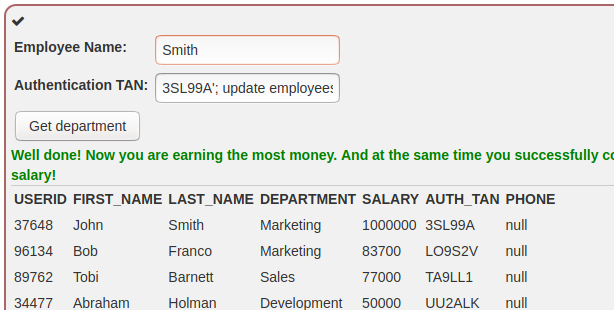 Employee Name: Smith
Authentication TAN: 3SL99A'; update employees
Get department
Well done! Now you are earning the most money. And at the same time you successfully co
salary!
USERID FIRST_NAME LAST_NAME DEPARTMENT SALARY AUTH_TAN PHONE
37648 John Smith Marketing 1000000 3SL99A null
96134 Bob Franco Marketing 83700 LO9S2V null
89762 Tobi Barnett Sales 77000 TA9LL1 null
34477 Abraham Holman Development 50000 UU2ALK null